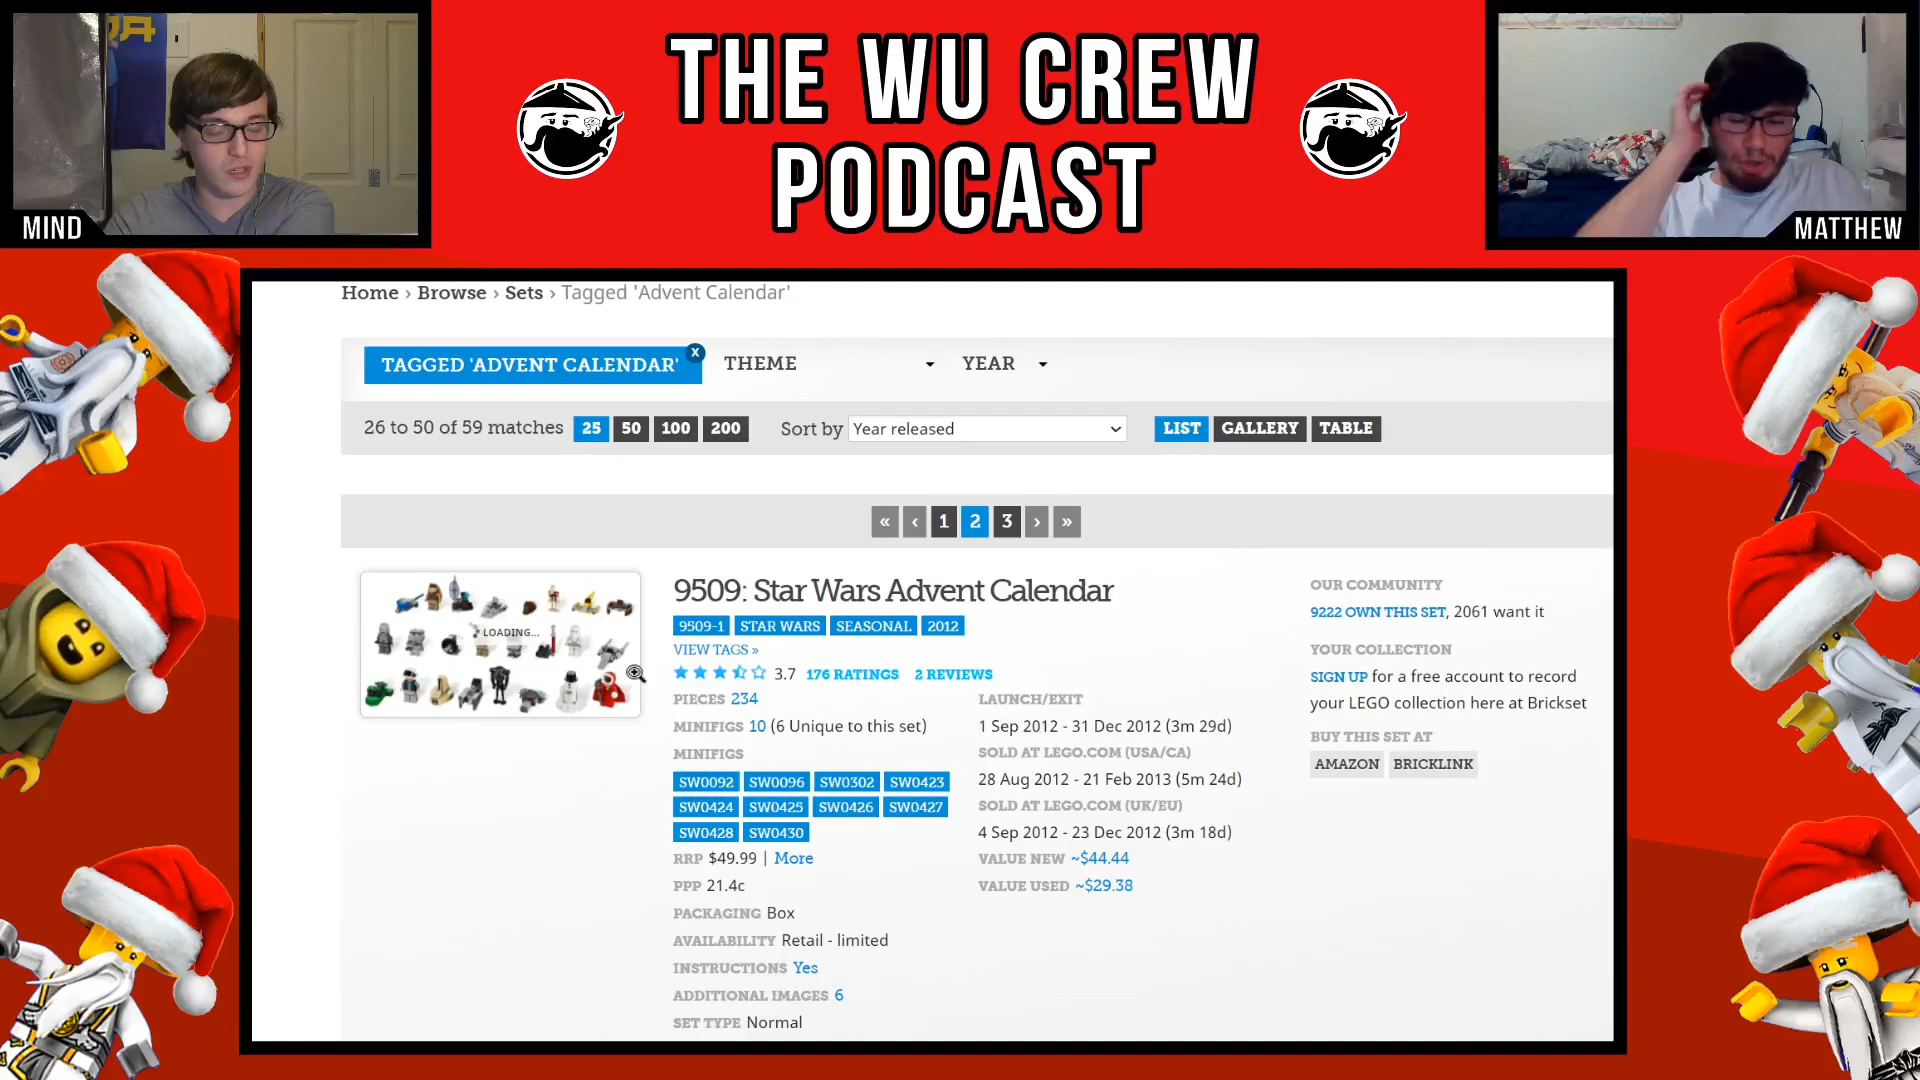 THE WU CREW
PODCAST
MIND
MATTHEW
Home › Browse › Sets › Tagged 'Advent Calendar'
TAGGED 'ADVENT CALENDAR' x THEME YEAR
26 to 50 of 59 matches 25 50 100 200 Sort by Year released LIST GALLERY TABLE
« ‹ 1 2 3 › »
LOADING...
9509: Star Wars Advent Calendar
9509-1 STAR WARS SEASONAL 2012
VIEW TAGS »
3.7 176 RATINGS 2 REVIEWS
PIECES 234
MINIFIGS 10 (6 Unique to this set)
MINIFIGS
SW0092 SW0096 SW0302 SW0423
SW0424 SW0425 SW0426 SW0427
SW0428 SW0430
RRP $49.99 | More
PPP 21.4c
PACKAGING Box
AVAILABILITY Retail - limited
INSTRUCTIONS Yes
ADDITIONAL IMAGES 6
SET TYPE Normal
LAUNCH/EXIT
1 Sep 2012 - 31 Dec 2012 (3m 29d)
SOLD AT LEGO.COM (USA/CA)
28 Aug 2012 - 21 Feb 2013 (5m 24d)
SOLD AT LEGO.COM (UK/EU)
4 Sep 2012 - 23 Dec 2012 (3m 18d)
VALUE NEW ~$44.44
VALUE USED ~$29.38
OUR COMMUNITY
9222 OWN THIS SET, 2061 want it
YOUR COLLECTION
SIGN UP for a free account to record
your LEGO collection here at Brickset
BUY THIS SET AT
AMAZON BRICKLINK